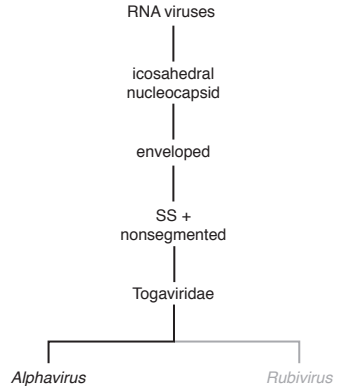 RNA viruses
icosahedral
nucleocapsid
enveloped
SS +
nonsegmented
Togaviridae
Alphavirus
Rubivirus